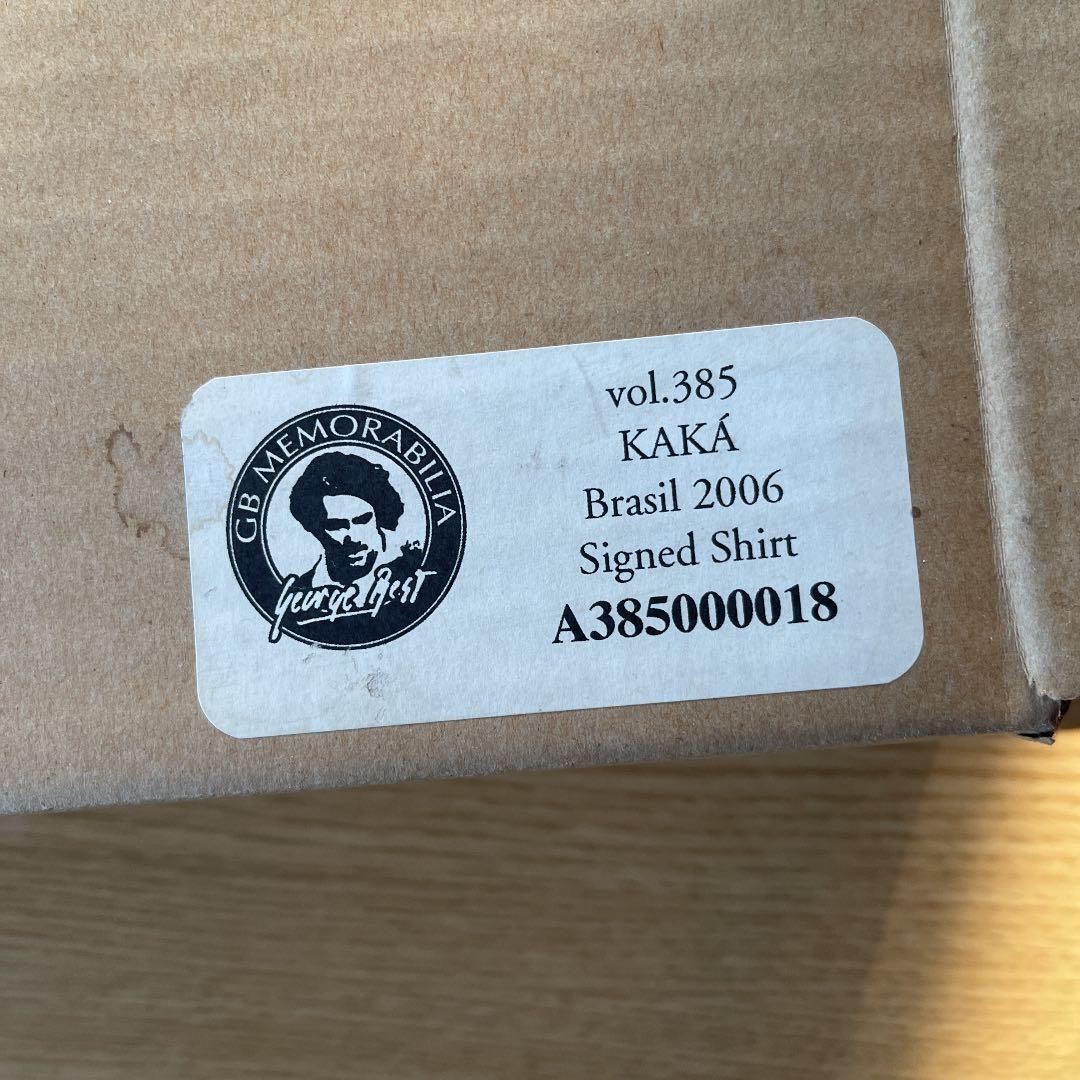 GB MEMORABILIA
George Best
vol.385
KAKÁ
Brasil 2006
Signed Shirt
A385000018